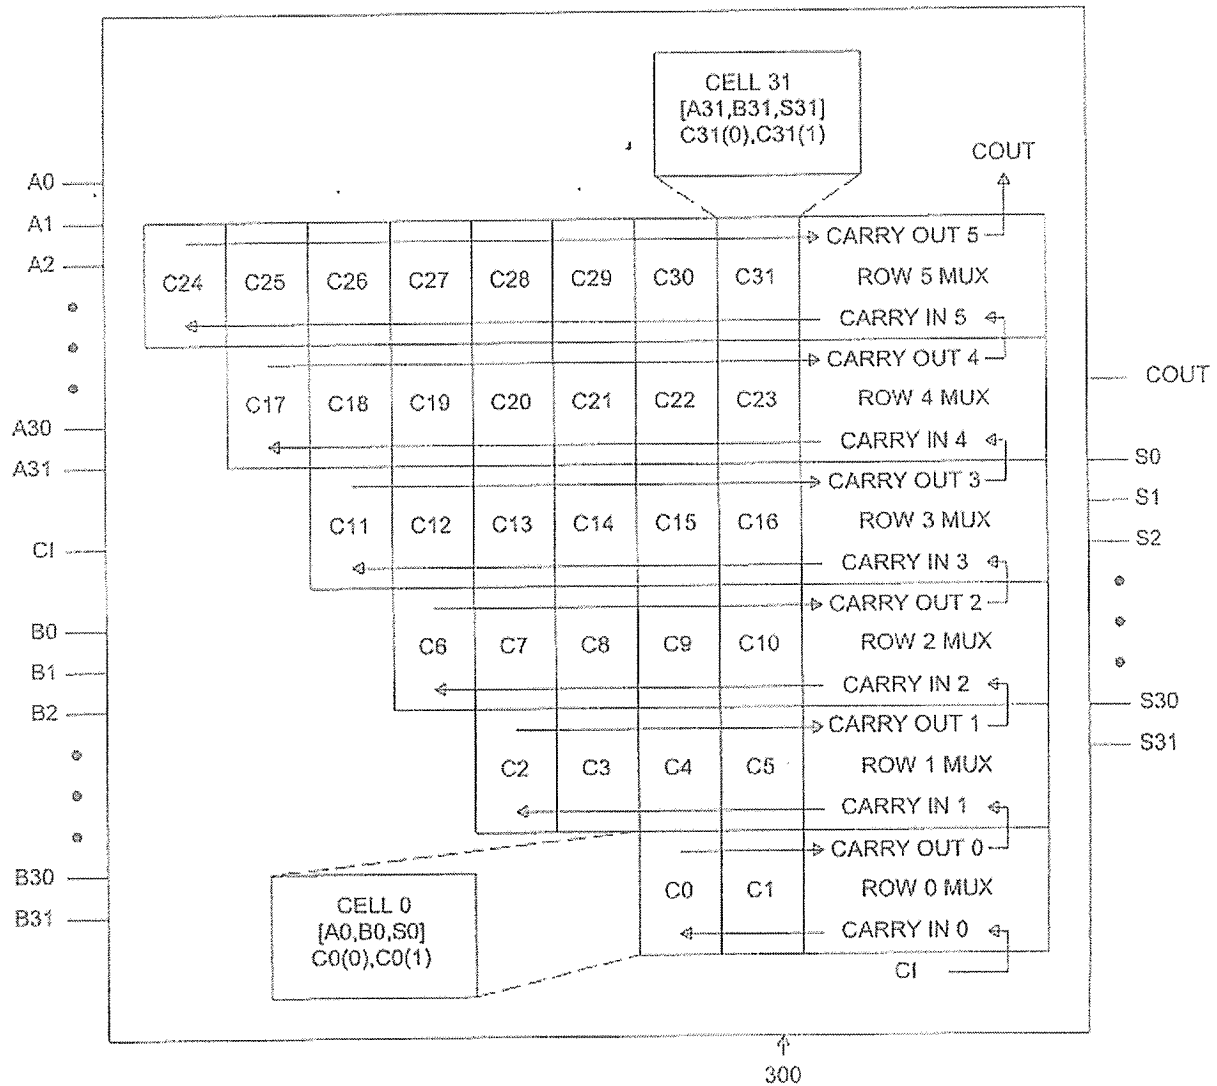 CELL 31
[A31,B31,S31]
C31(0),C31(1)
COUT
A0
A1
A2
A30
A31
CI
B0
B1
B2
B30
B31
CARRY OUT 5
C24 C25 C26 C27 C28 C29 C30 C31 ROW 5 MUX
CARRY IN 5
CARRY OUT 4
C17 C18 C19 C20 C21 C22 C23 ROW 4 MUX
CARRY IN 4
CARRY OUT 3
C11 C12 C13 C14 C15 C16 ROW 3 MUX
CARRY IN 3
CARRY OUT 2
C6 C7 C8 C9 C10 ROW 2 MUX
CARRY IN 2
CARRY OUT 1
C2 C3 C4 C5 ROW 1 MUX
CARRY IN 1
CARRY OUT 0
C0 C1 ROW 0 MUX
CARRY IN 0
CI
CELL 0
[A0,B0,S0]
C0(0),C0(1)
COUT
S0
S1
S2
S30
S31
300